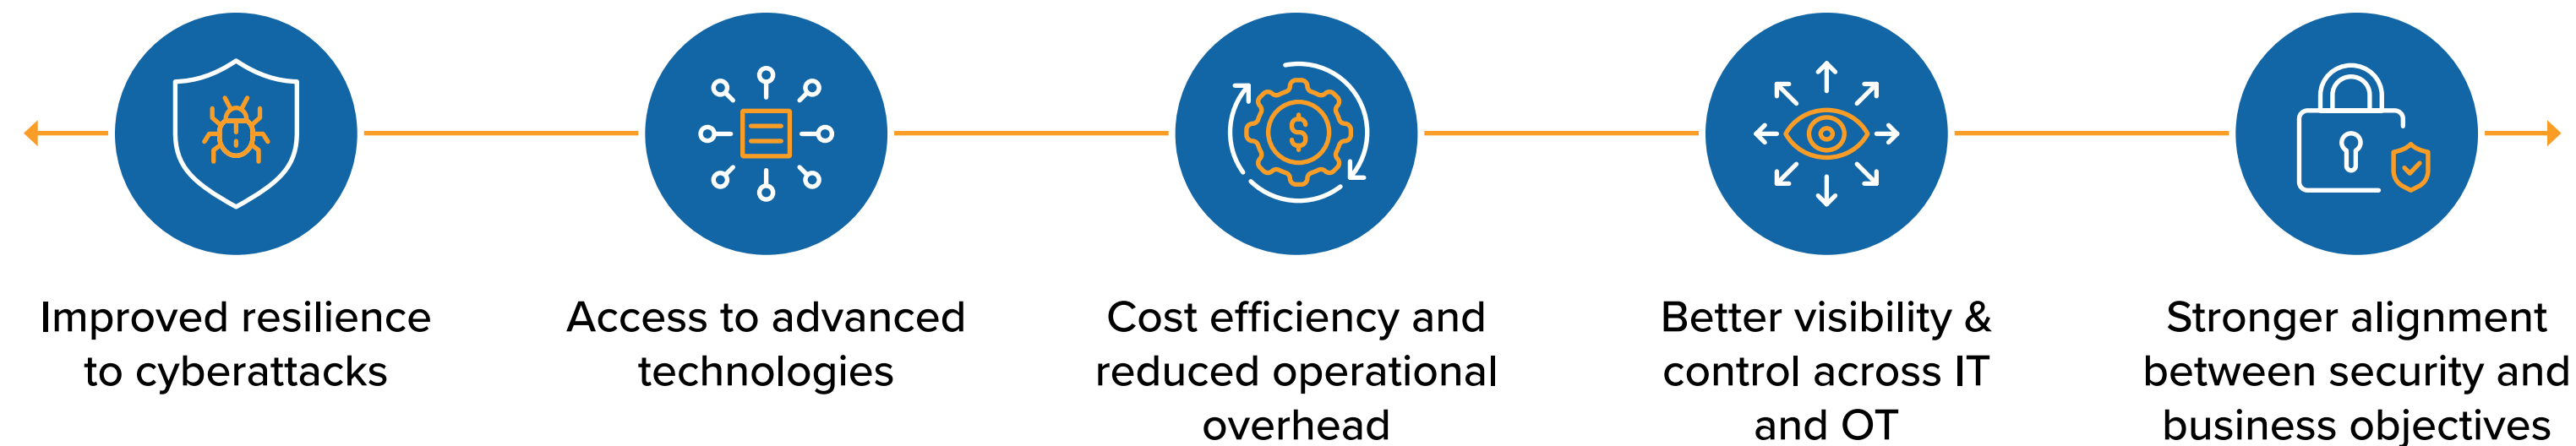 Improved resilience
to cyberattacks
Access to advanced
technologies
Cost efficiency and
reduced operational
overhead
Better visibility &
control across IT
and OT
Stronger alignment
between security and
business objectives